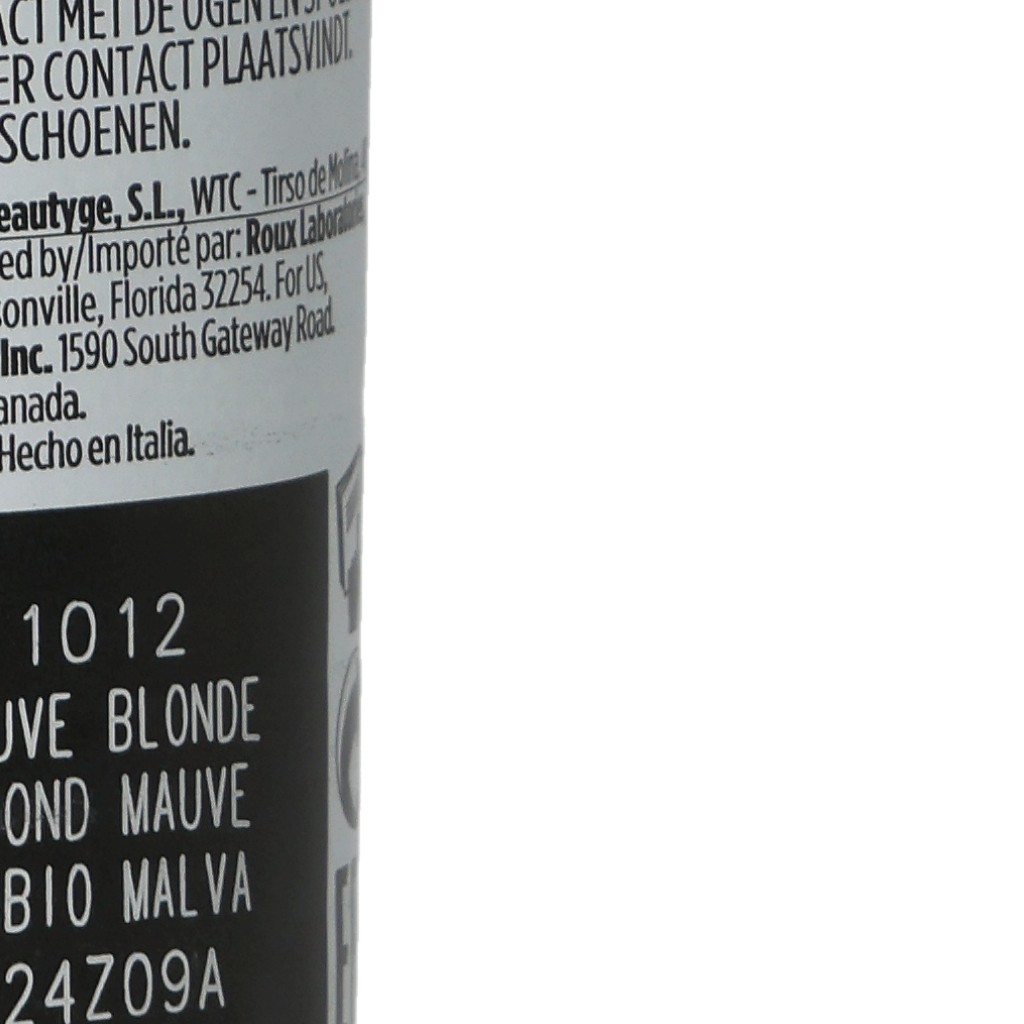 ACT MET DE OGEN EN
ER CONTACT PLAATSVINDT.
SCHOENEN.
eautyge, S.L., WTC - Tirso de Molina,
ed by/Importé par: Roux Laboratories
sonville, Florida 32254. For US,
Inc. 1590 South Gateway Road.
anada.
Hecho en Italia.
1012
UVE BLONDE
OND MAUVE
BIO MALVA
24Z09A